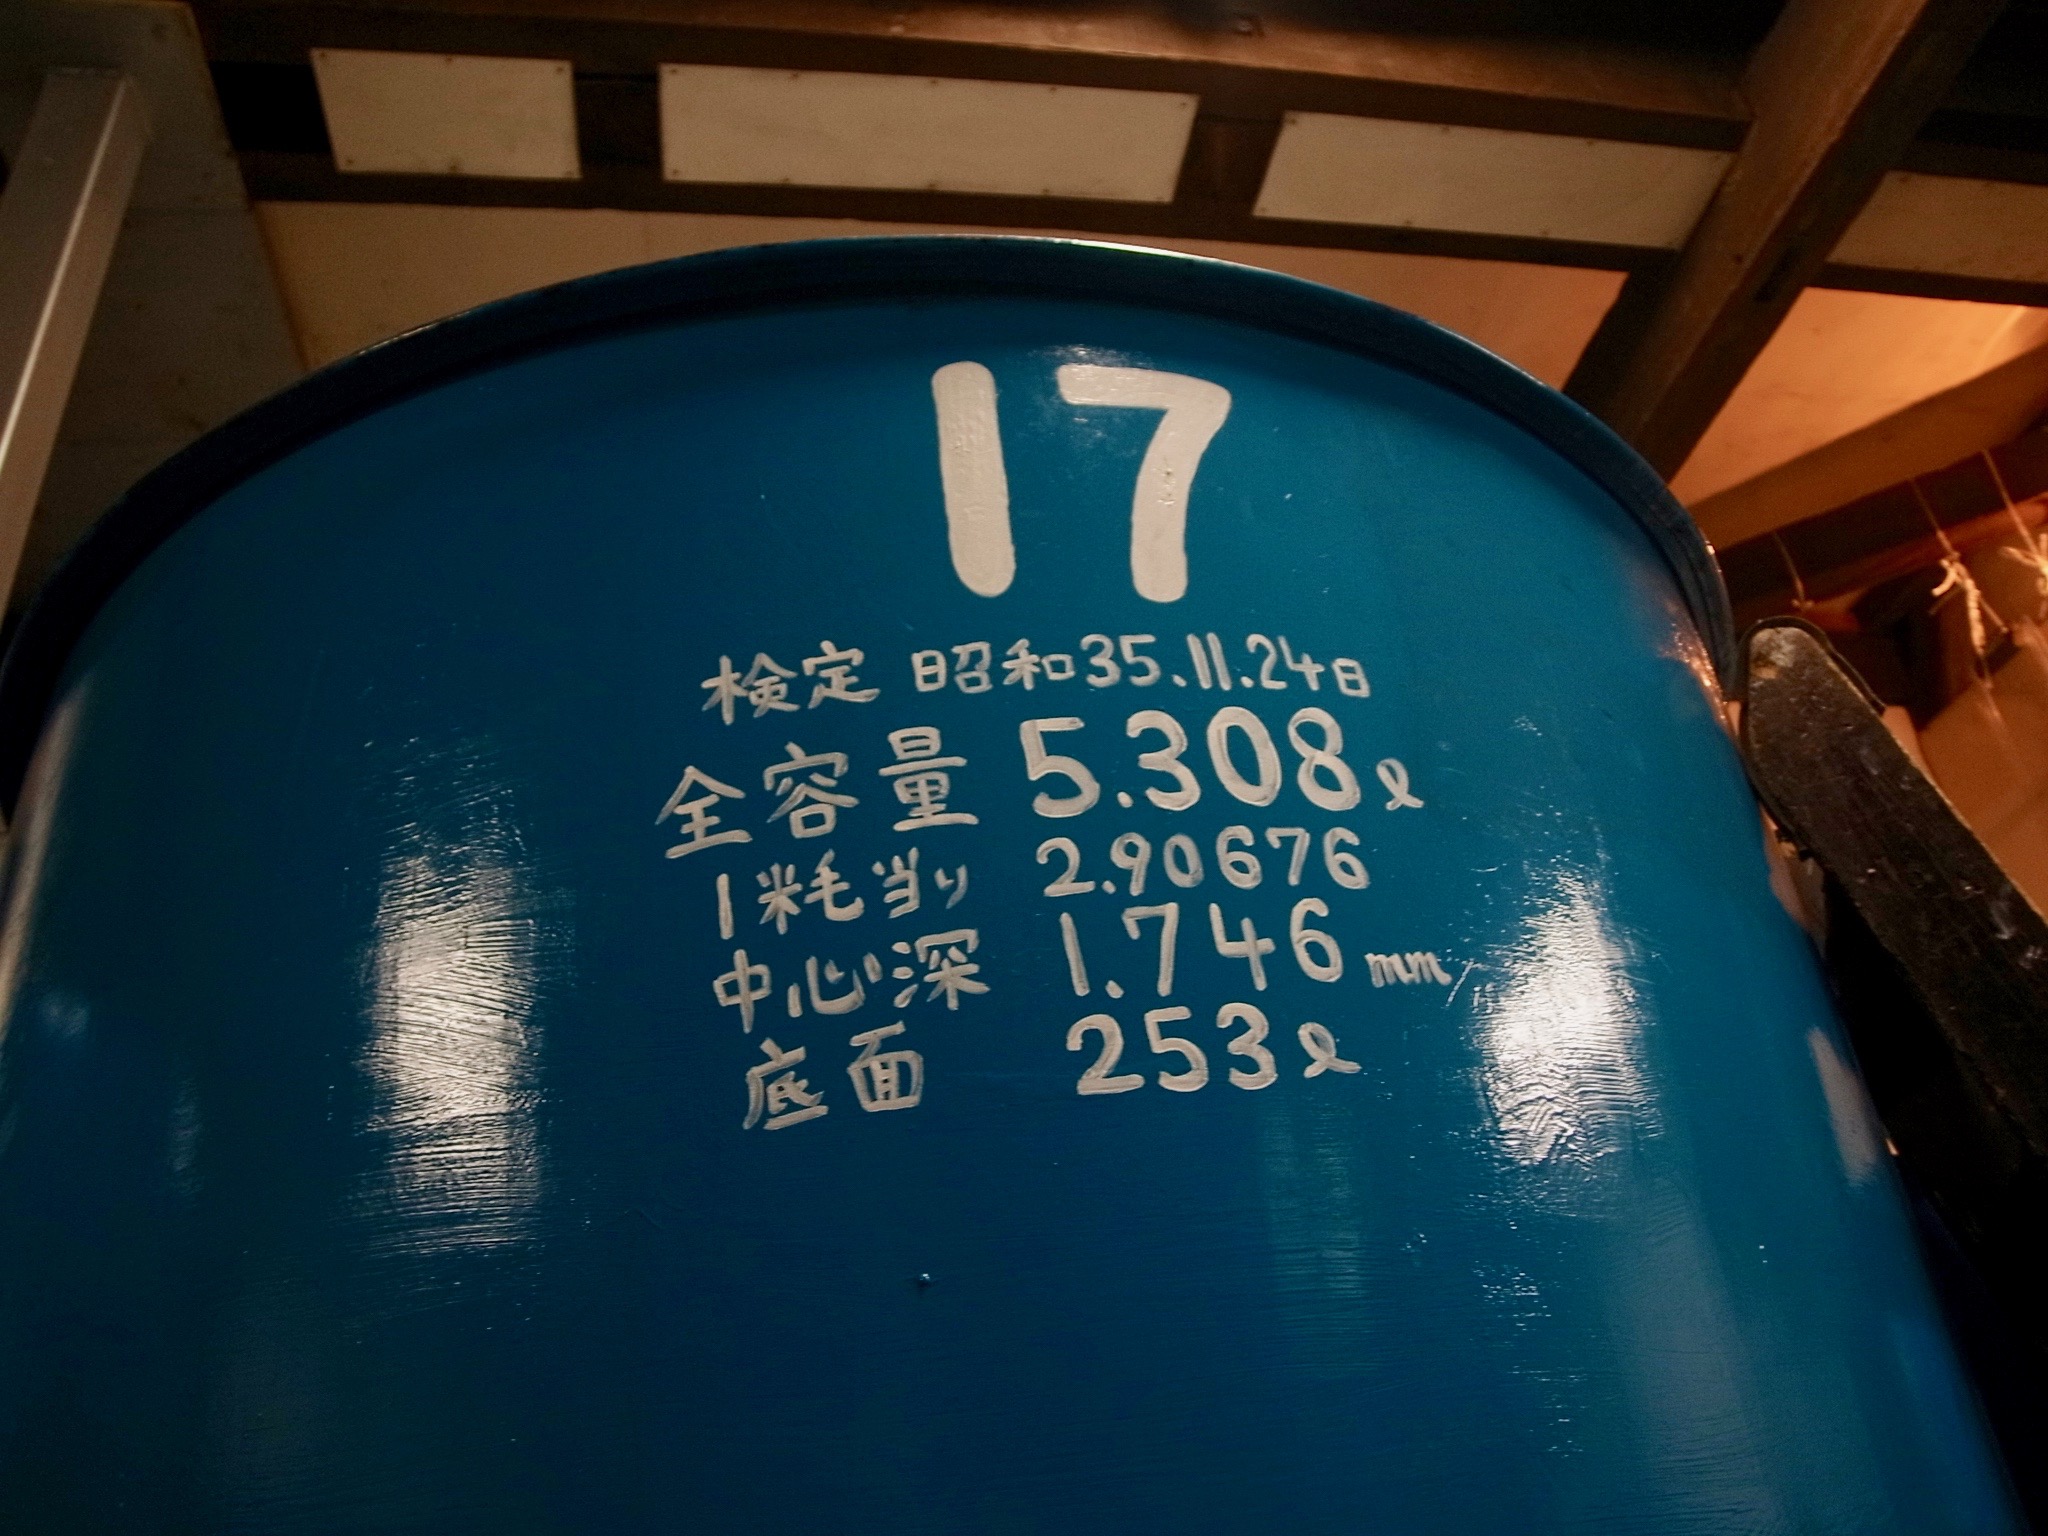 17
検定 昭和35.11.24日
全容量 5.308ℓ
1粍当り 2.90676
中心深 1.746mm
底面 253ℓ